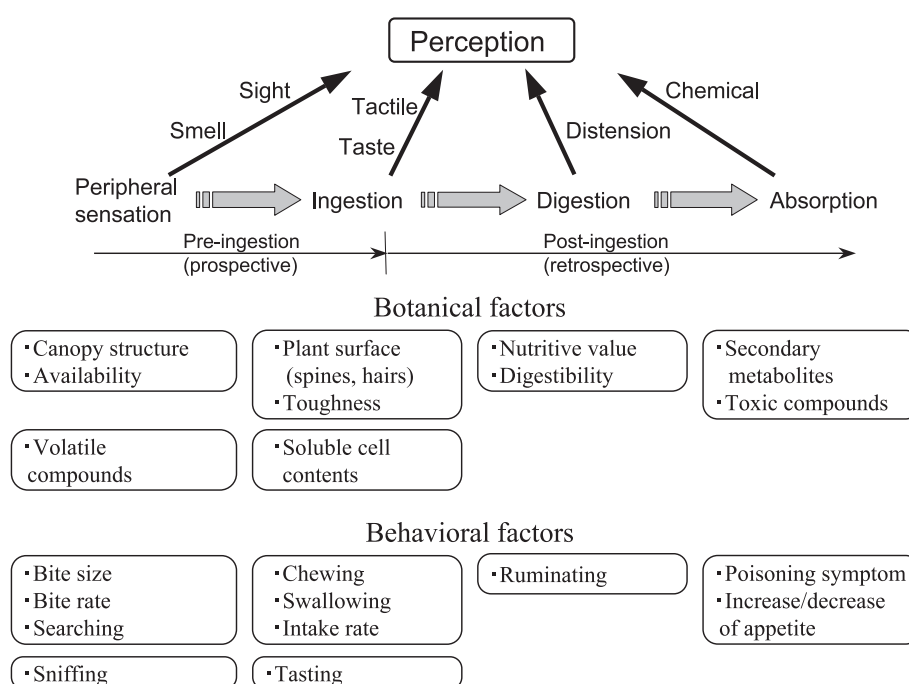 Perception
Sight
Smell
Tactile
Taste
Distension
Chemical
Peripheral
sensation
Ingestion
Digestion
Absorption
Pre-ingestion
(prospective)
Post-ingestion
(retrospective)
Botanical factors
▪Canopy structure
▪Availability
▪Plant surface
(spines, hairs)
▪Toughness
▪Nutritive value
▪Digestibility
▪Secondary
metabolites
▪Toxic compounds
▪Volatile
compounds
▪Soluble cell
contents
Behavioral factors
▪Bite size
▪Bite rate
▪Searching
▪Chewing
▪Swallowing
▪Intake rate
▪Ruminating
▪Poisoning symptom
▪Increase/decrease
of appetite
▪Sniffing
▪Tasting